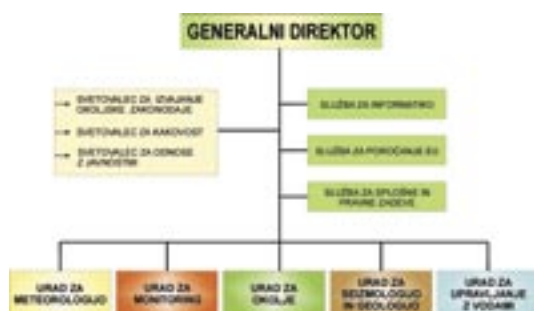 GENERALNI DIREKTOR
SVETOVALEC ZA IZVAJANJE
OKOLJSKE ZAKONODAJE
SVETOVALEC ZA KAKOVOST
SVETOVALEC ZA ODNOSE
Z JAVNOSTMI
SLUŽBA ZA INFORMATIKO
SLUŽBA ZA POROČANJE EU
SLUŽBA ZA SPLOŠNE IN
PRAVNE ZADEVE
URAD ZA
METEOROLOGIJO
URAD ZA
MONITORING
URAD ZA
OKOLJE
URAD ZA
SEIZMOLOGIJO
IN GEOLOGIJO
URAD ZA
UPRAVLJANJE
Z VODAMI